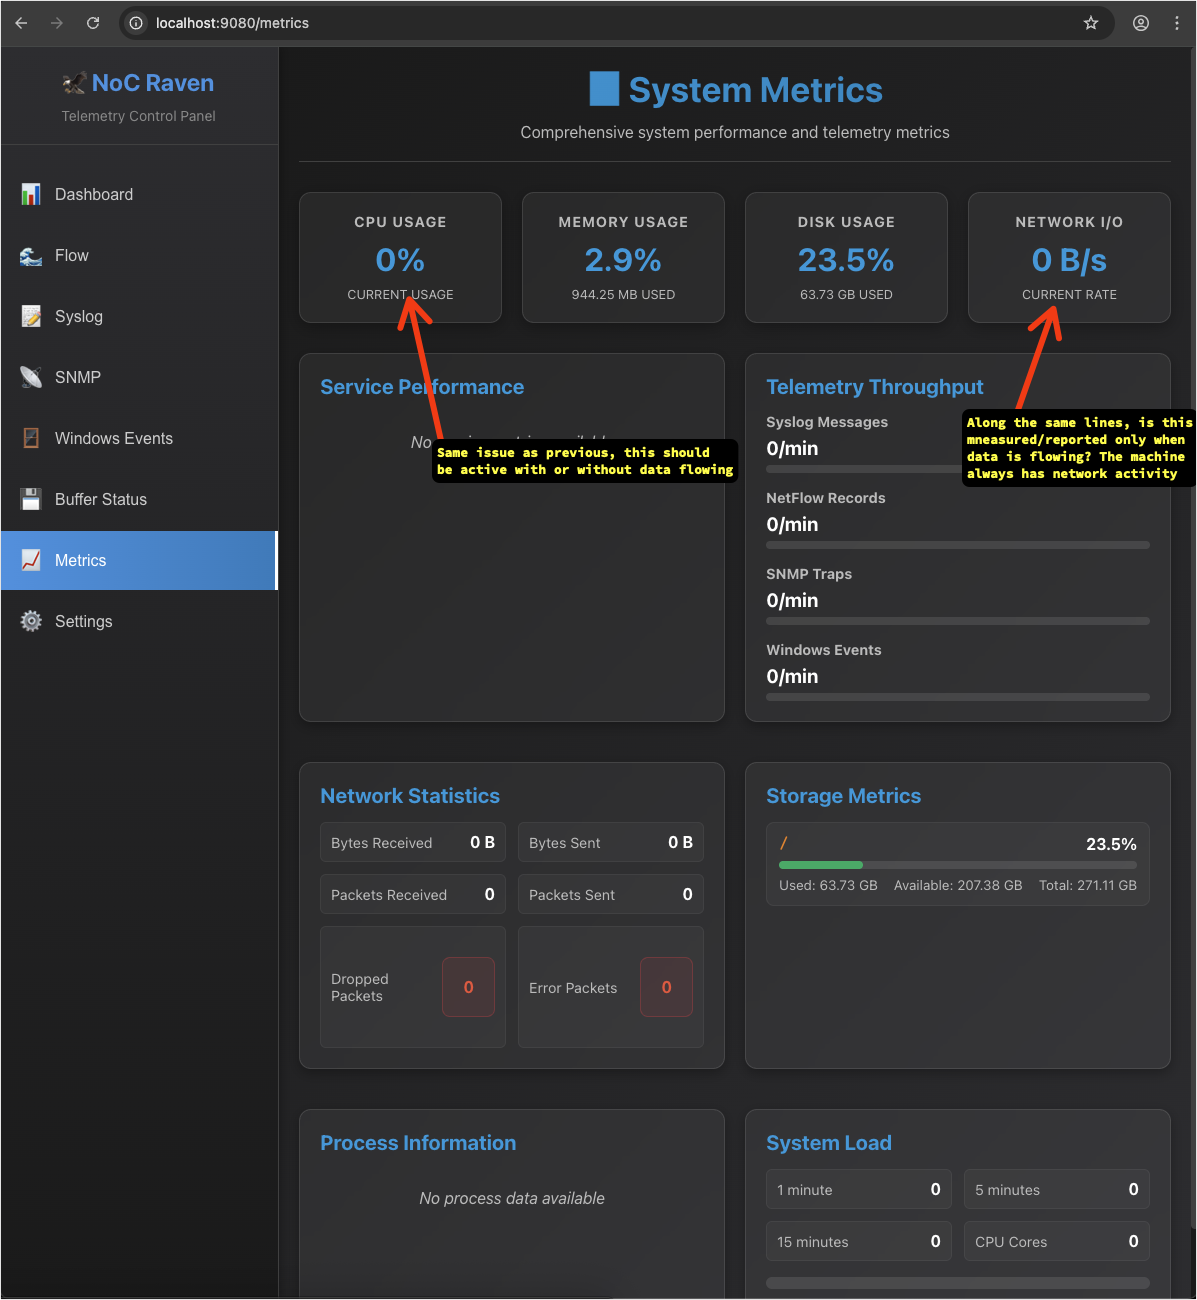 localhost:9080/metrics
NoC Raven
Telemetry Control Panel
Dashboard
Flow
Syslog
SNMP
Windows Events
Buffer Status
Metrics
Settings
System Metrics
Comprehensive system performance and telemetry metrics
CPU USAGE
0%
CURRENT USAGE
MEMORY USAGE
2.9%
944.25 MB USED
DISK USAGE
23.5%
63.73 GB USED
NETWORK I/O
0 B/s
CURRENT RATE
Service Performance
No
Same issue as previous, this should
be active with or without data flowing
Telemetry Throughput
Syslog Messages
0/min
NetFlow Records
0/min
SNMP Traps
0/min
Windows Events
0/min
Along the same lines, is this
mneasured/reported only when
data is flowing? The machine
always has network activity
Network Statistics
Bytes Received 0 B
Bytes Sent 0 B
Packets Received 0
Packets Sent 0
Dropped
Packets
0
Error Packets 0
Storage Metrics
/ 23.5%
Used: 63.73 GB Available: 207.38 GB Total: 271.11 GB
Process Information
No process data available
System Load
1 minute 0
5 minutes 0
15 minutes 0
CPU Cores 0